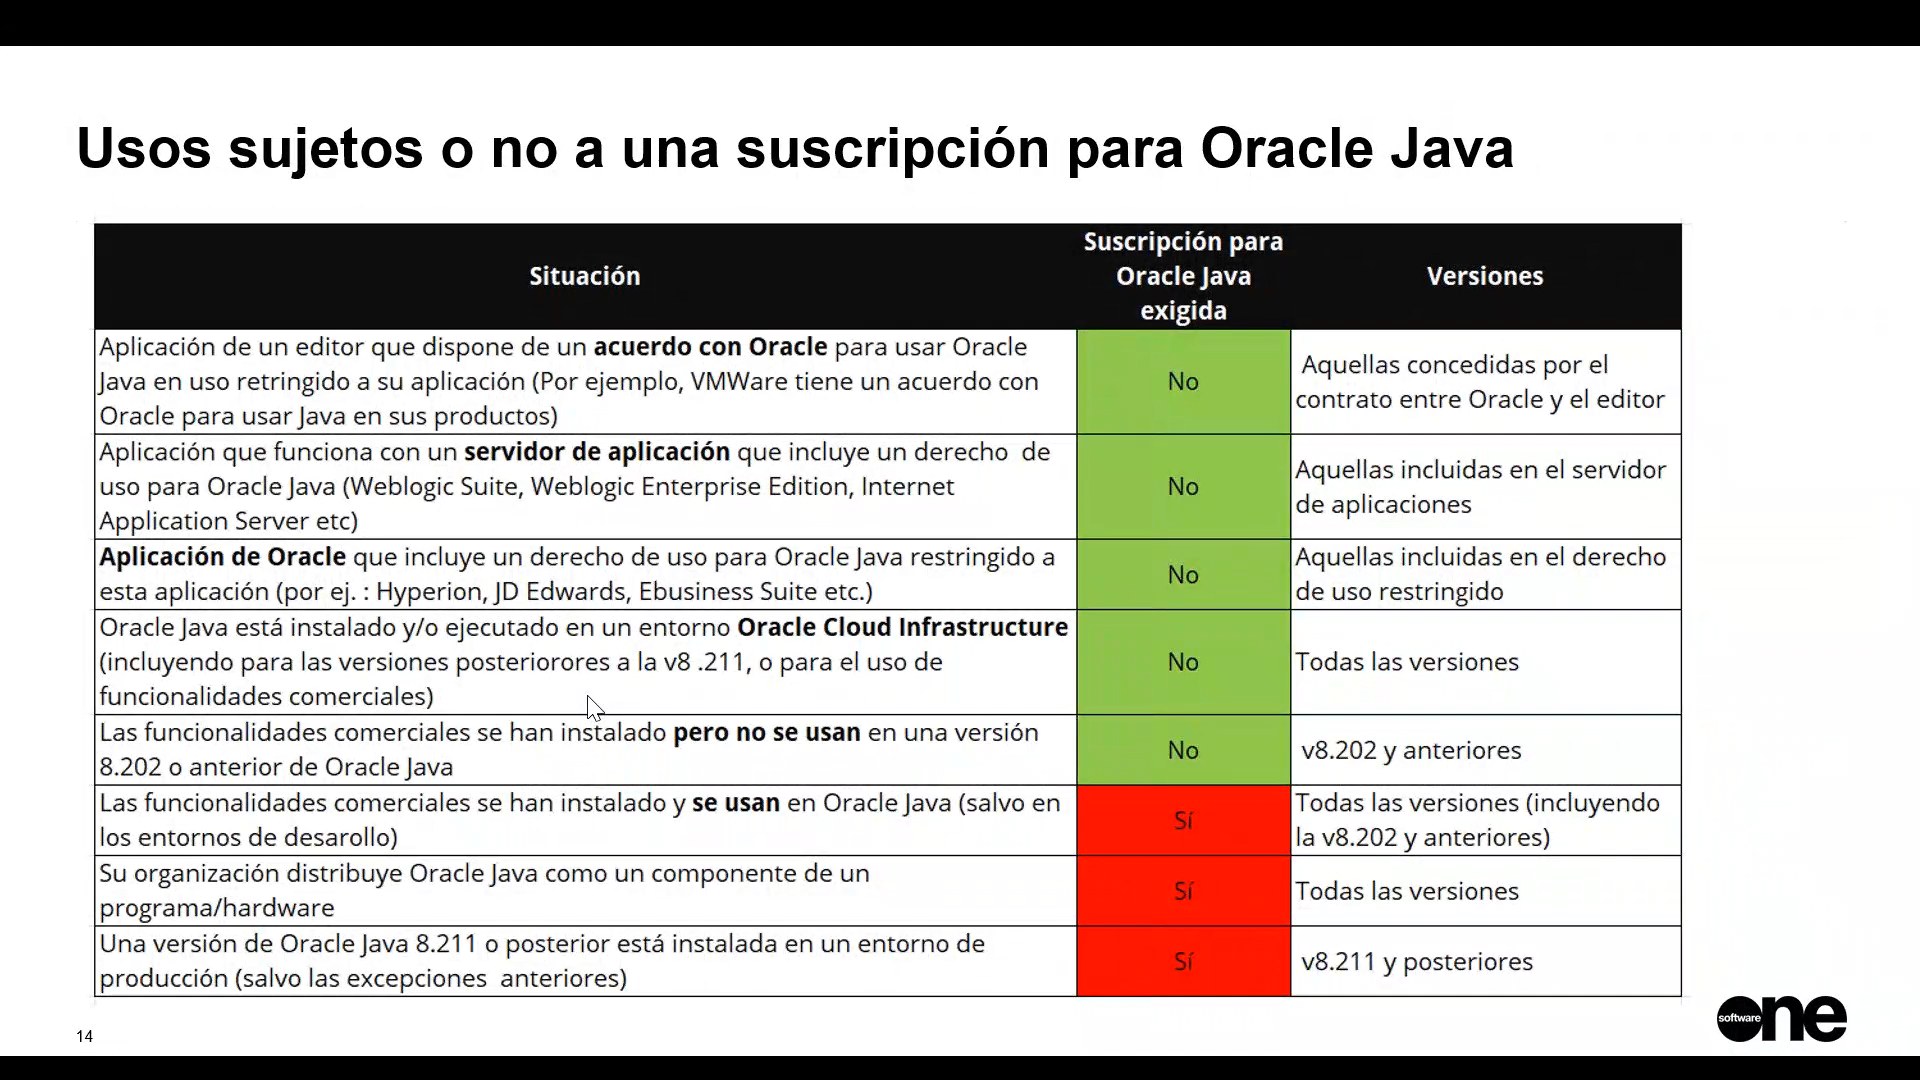 Usos sujetos o no a una suscripción para Oracle Java
Situación
Suscripción para
Oracle Java
exigida
Versiones
Aplicación de un editor que dispone de un acuerdo con Oracle para usar Oracle
Java en uso retringido a su aplicación (Por ejemplo, VMWare tiene un acuerdo con
Oracle para usar Java en sus productos)
No
Aquellas concedidas por el
contrato entre Oracle y el editor
Aplicación que funciona con un servidor de aplicación que incluye un derecho de
uso para Oracle Java (Weblogic Suite, Weblogic Enterprise Edition, Internet
Application Server etc)
No
Aquellas incluidas en el servidor
de aplicaciones
Aplicación de Oracle que incluye un derecho de uso para Oracle Java restringido a
esta aplicación (por ej. : Hyperion, JD Edwards, Ebusiness Suite etc.)
No
Aquellas incluidas en el derecho
de uso restringido
Oracle Java está instalado y/o ejecutado en un entorno Oracle Cloud Infrastructure
(incluyendo para las versiones posteriorores a la v8 .211, o para el uso de
funcionalidades comerciales)
No
Todas las versiones
Las funcionalidades comerciales se han instalado pero no se usan en una versión
8.202 o anterior de Oracle Java
No
v8.202 y anteriores
Las funcionalidades comerciales se han instalado y se usan en Oracle Java (salvo en
los entornos de desarollo)
Sí
Todas las versiones (incluyendo
la v8.202 y anteriores)
Su organización distribuye Oracle Java como un componente de un
programa/hardware
Sí
Todas las versiones
Una versión de Oracle Java 8.211 o posterior está instalada en un entorno de
producción (salvo las excepciones anteriores)
Sí
v8.211 y posteriores
14
software one